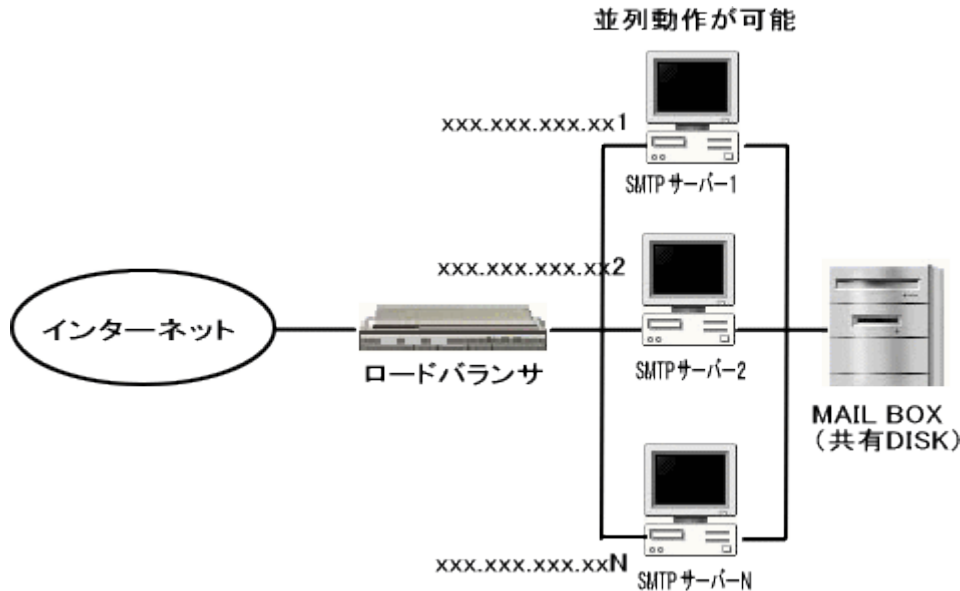 並列動作が可能
xxx.xxx.xxx.xx1
SMTPサーバー1
xxx.xxx.xxx.xx2
インターネット
ロードバランサ
SMTPサーバー2
MAIL BOX
（共有DISK）
xxx.xxx.xxx.xxN
SMTPサーバーN